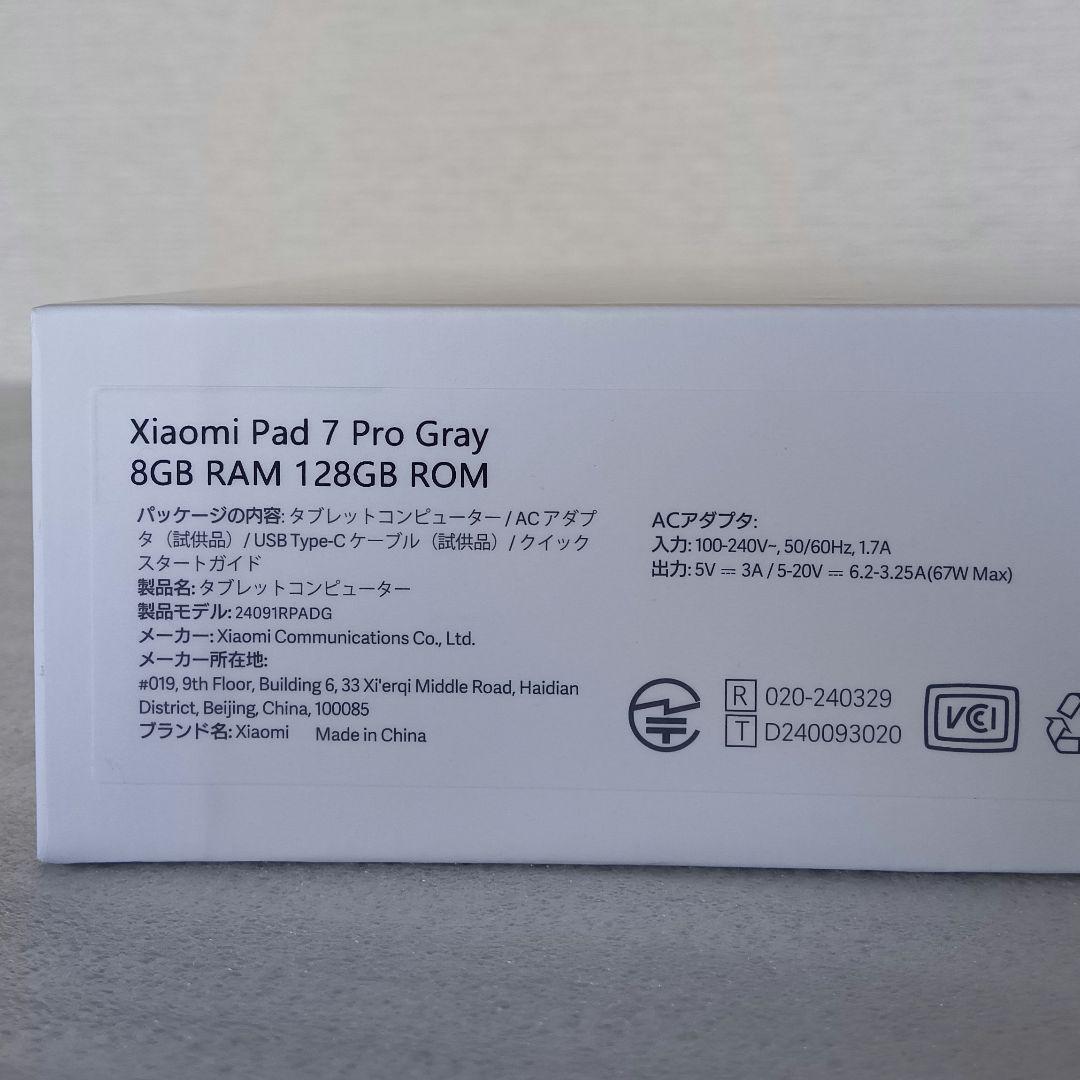 Xiaomi Pad 7 Pro Gray
8GB RAM 128GB ROM
パッケージの内容: タブレットコンピューター / AC アダプ
タ（試供品）/ USB Type-C ケーブル（試供品）/ クイック
スタートガイド
製品名: タブレットコンピューター
製品モデル: 24091RPADG
メーカー: Xiaomi Communications Co., Ltd.
メーカー所在地:
#019, 9th Floor, Building 6, 33 Xi'erqi Middle Road, Haidian
District, Beijing, China, 100085
ブランド名: Xiaomi Made in China
ACアダプタ:
入力: 100-240V~, 50/60Hz, 1.7A
出力: 5V ⎓ 3A / 5-20V ⎓ 6.2-3.25A(67W Max)
R 020-240329
T D240093020
VCCI